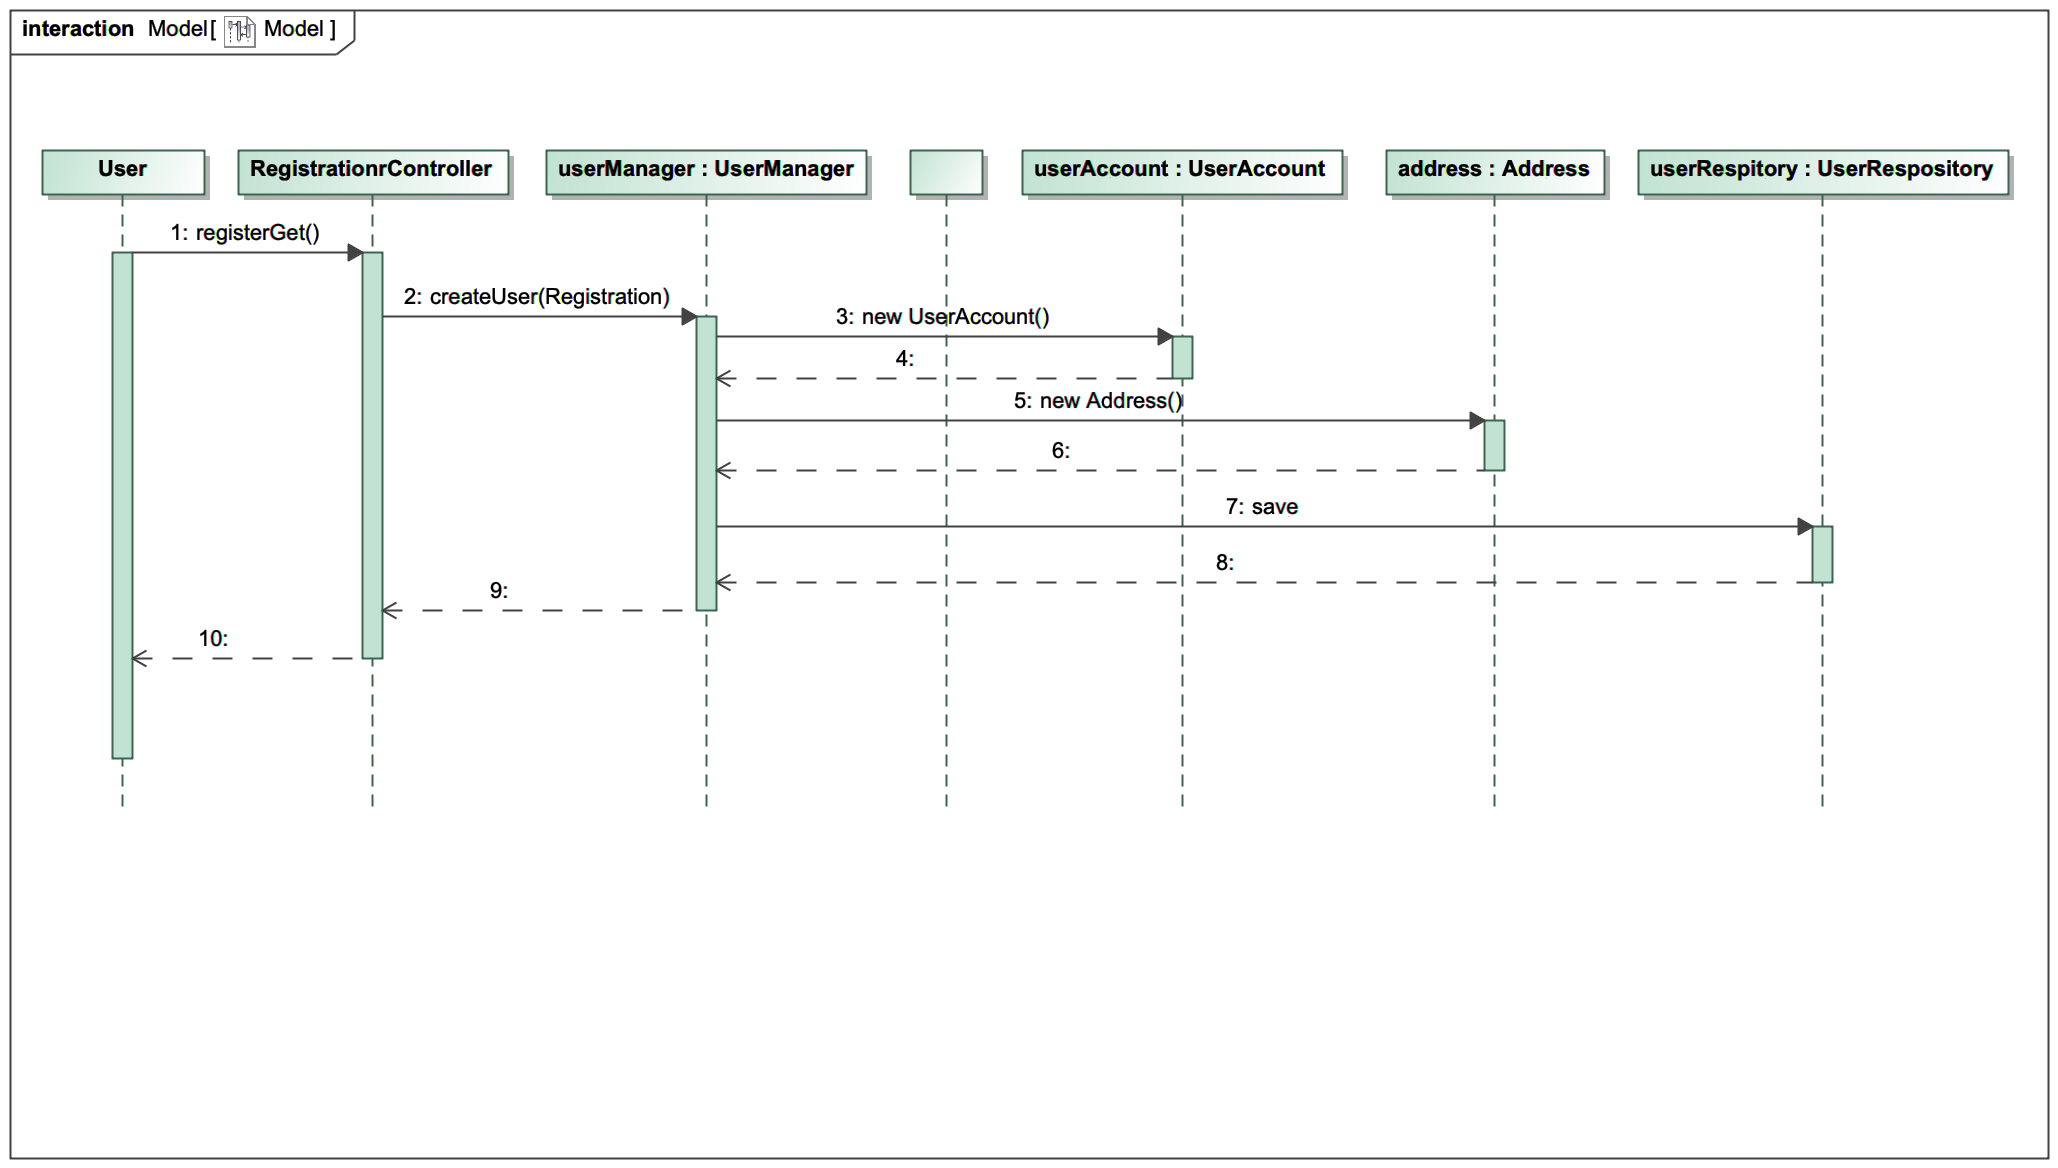 interaction Model[ Model ]
User
RegistrationrController
userManager : UserManager
userAccount : UserAccount
address : Address
userRespitory : UserRespository
1: registerGet()
2: createUser(Registration)
3: new UserAccount()
4:
5: new Address()
6:
7: save
8:
9:
10: